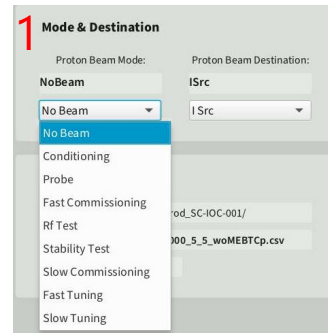 1
Mode & Destination
Proton Beam Mode: Proton Beam Destination:
NoBeam ISrc
No Beam I Src
No Beam
Conditioning
Probe
Fast Commissioning
Rf Test rod_SC-IOC-001/
Stability Test 000_5_5_woMEBTCp.csv
Slow Commissioning
Fast Tuning
Slow Tuning